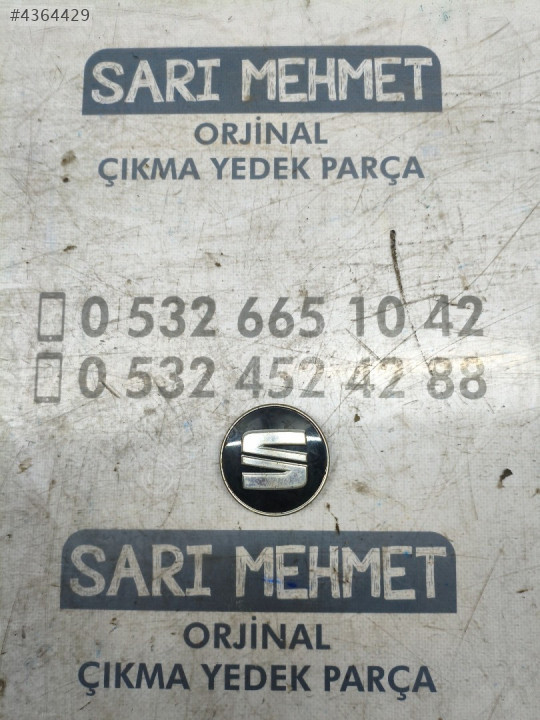 #4364429
SARI MEHMET
ORJİNAL
ÇIKMA YEDEK PARÇA
0 532 665 10 42
0 532 452 42 88
SARI MEHMET
ORJİNAL
ÇIKMA YEDEK PARÇA